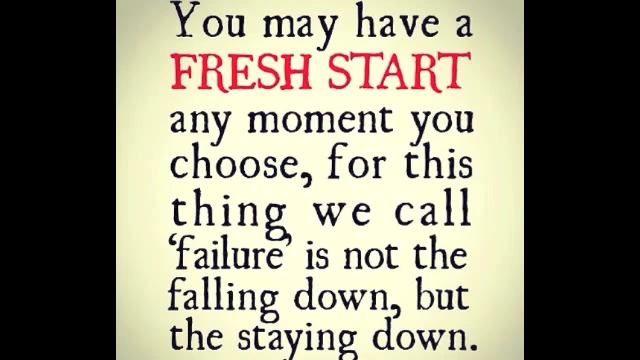 You may have a
FRESH START
any moment you
choose, for this
thing we call
‘failure’ is not the
falling down, but
the staying down.